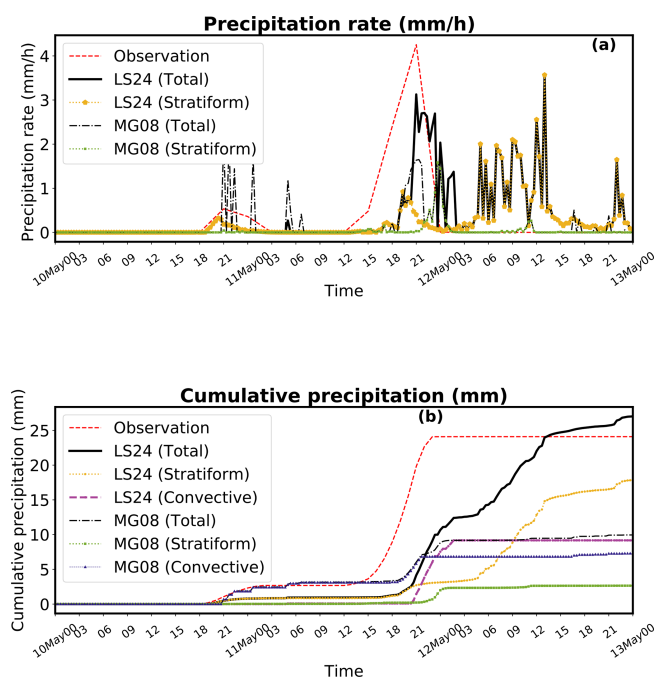 Precipitation rate (mm/h)
(a)
Precipitation rate (mm/h)
Observation
LS24 (Total)
LS24 (Stratiform)
MG08 (Total)
MG08 (Stratiform)
4
3
2
1
0
10May00 03 06 09 12 15 18 21 11May00 03 06 09 12 15 18 21 12May00 03 06 09 12 15 18 21 13May00
Time
Cumulative precipitation (mm)
(b)
Cumulative precipitation (mm)
Observation
LS24 (Total)
LS24 (Stratiform)
LS24 (Convective)
MG08 (Total)
MG08 (Stratiform)
MG08 (Convective)
25
20
15
10
5
0
10May00 03 06 09 12 15 18 21 11May00 03 06 09 12 15 18 21 12May00 03 06 09 12 15 18 21 13May00
Time